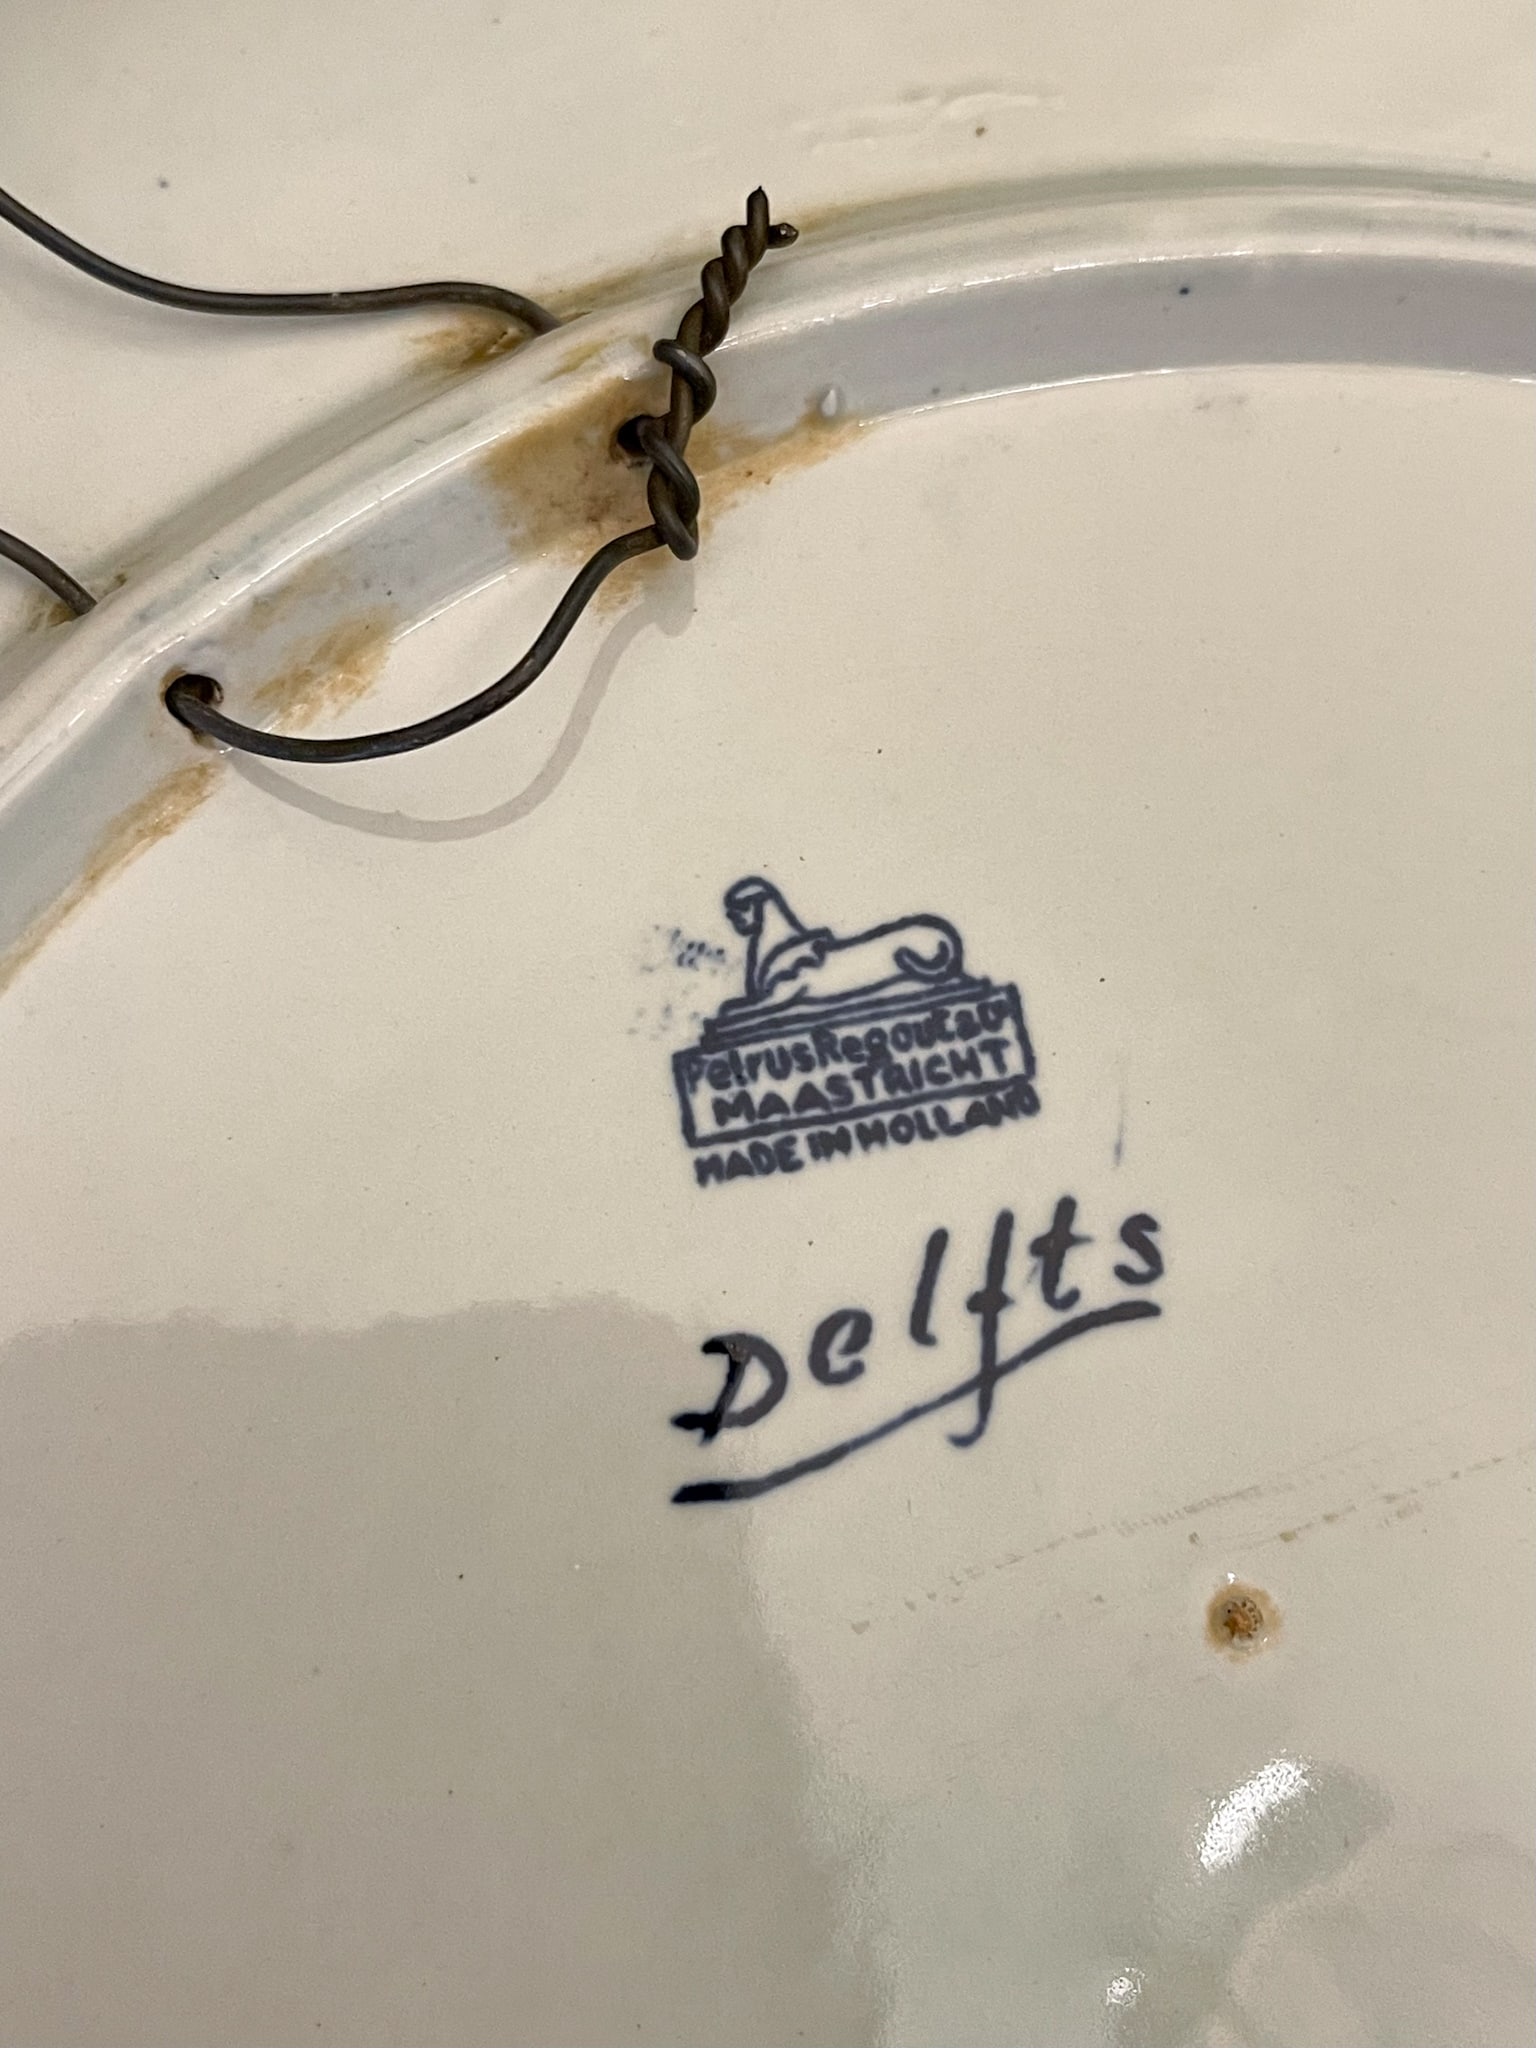 Petrus Regout & Co
MAASTRICHT
MADE IN HOLLAND
Delfts